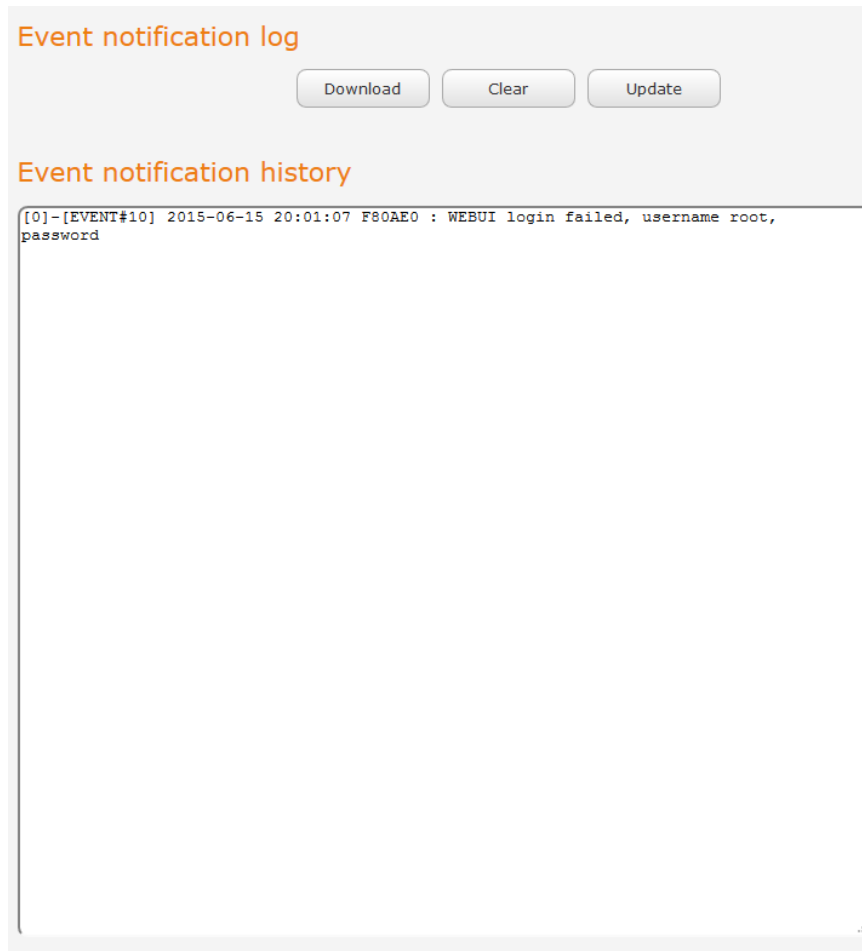 Event notification log
Download Clear Update
Event notification history
[0]-[EVENT#10] 2015-06-15 20:01:07 F80AE0 : WEBUI login failed, username root,
password